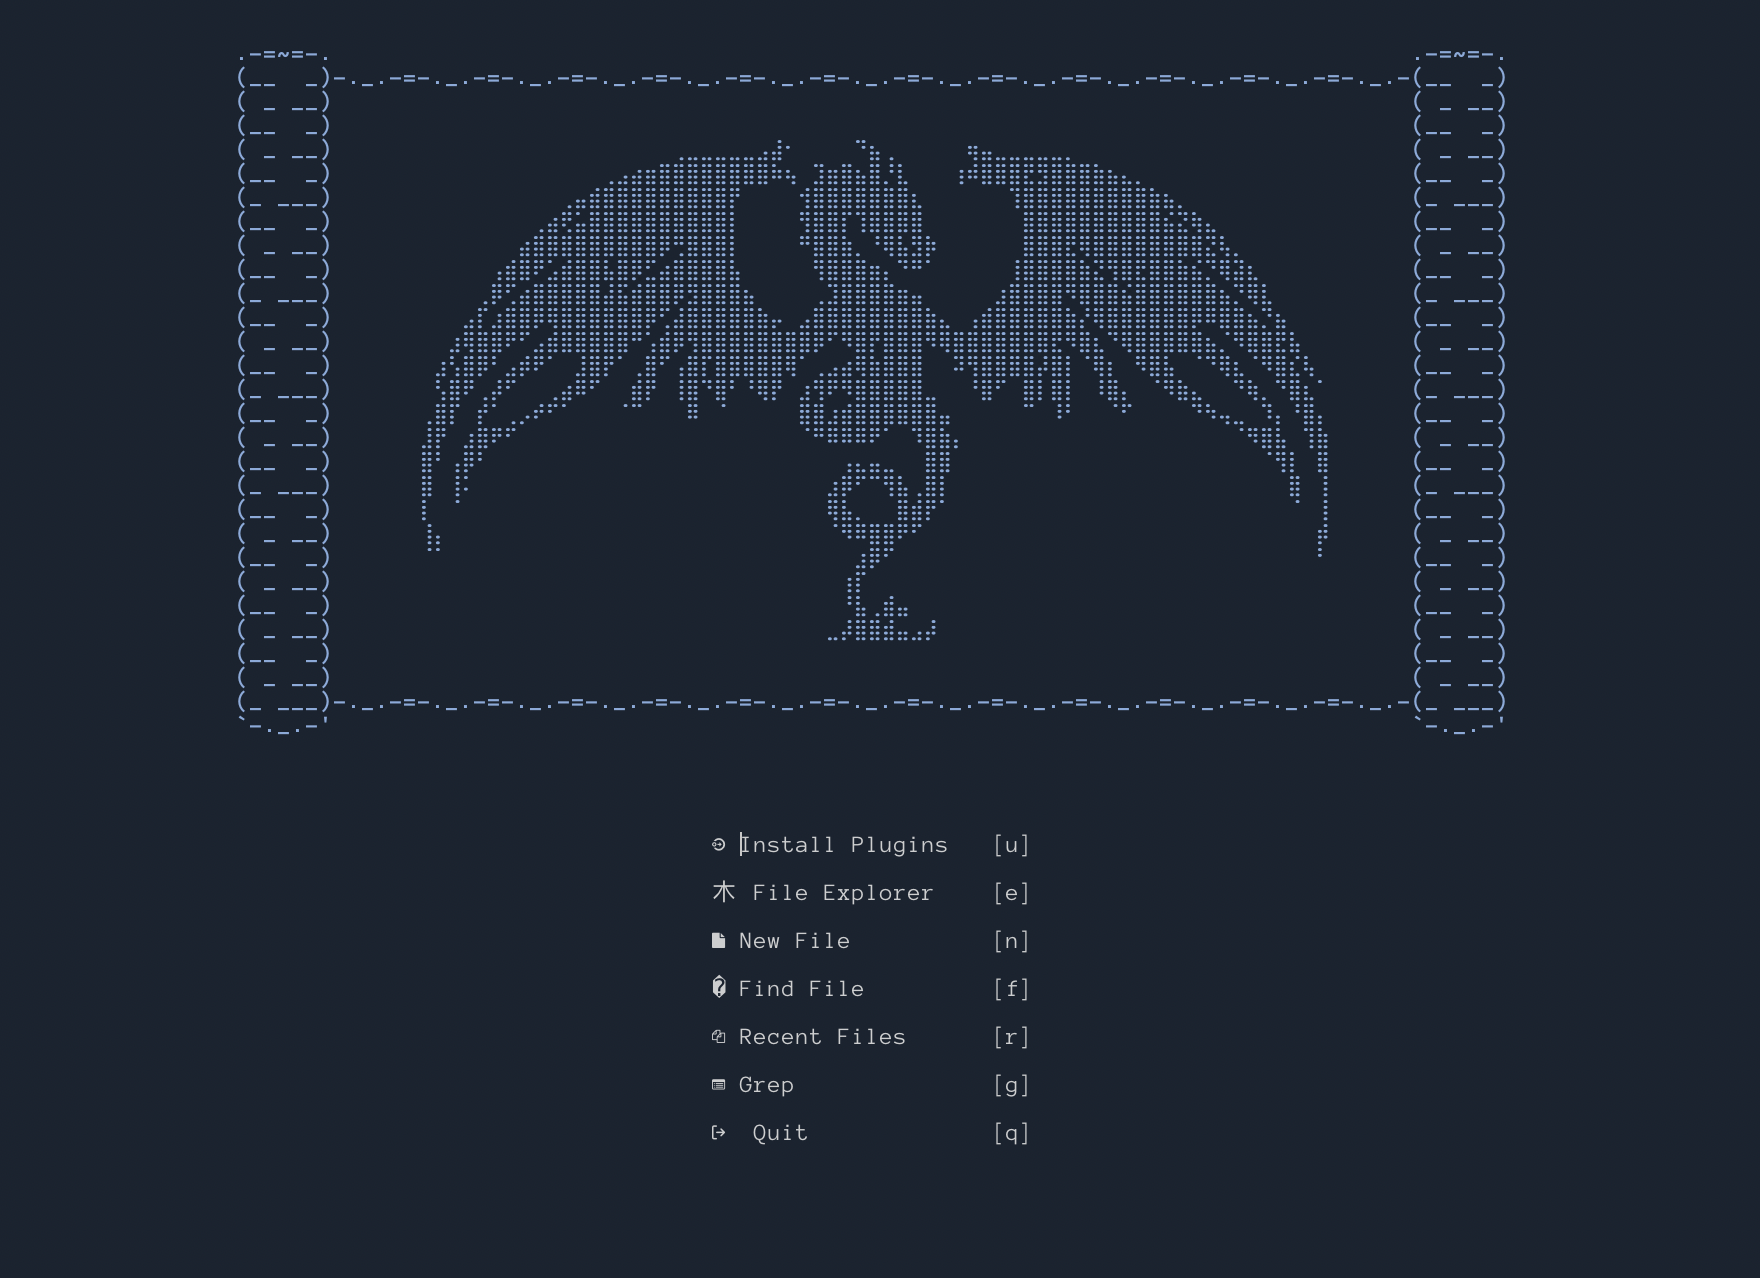 Install Plugins [u]
木 File Explorer [e]
New File [n]
Find File [f]
Recent Files [r]
Grep [g]
Quit [q]